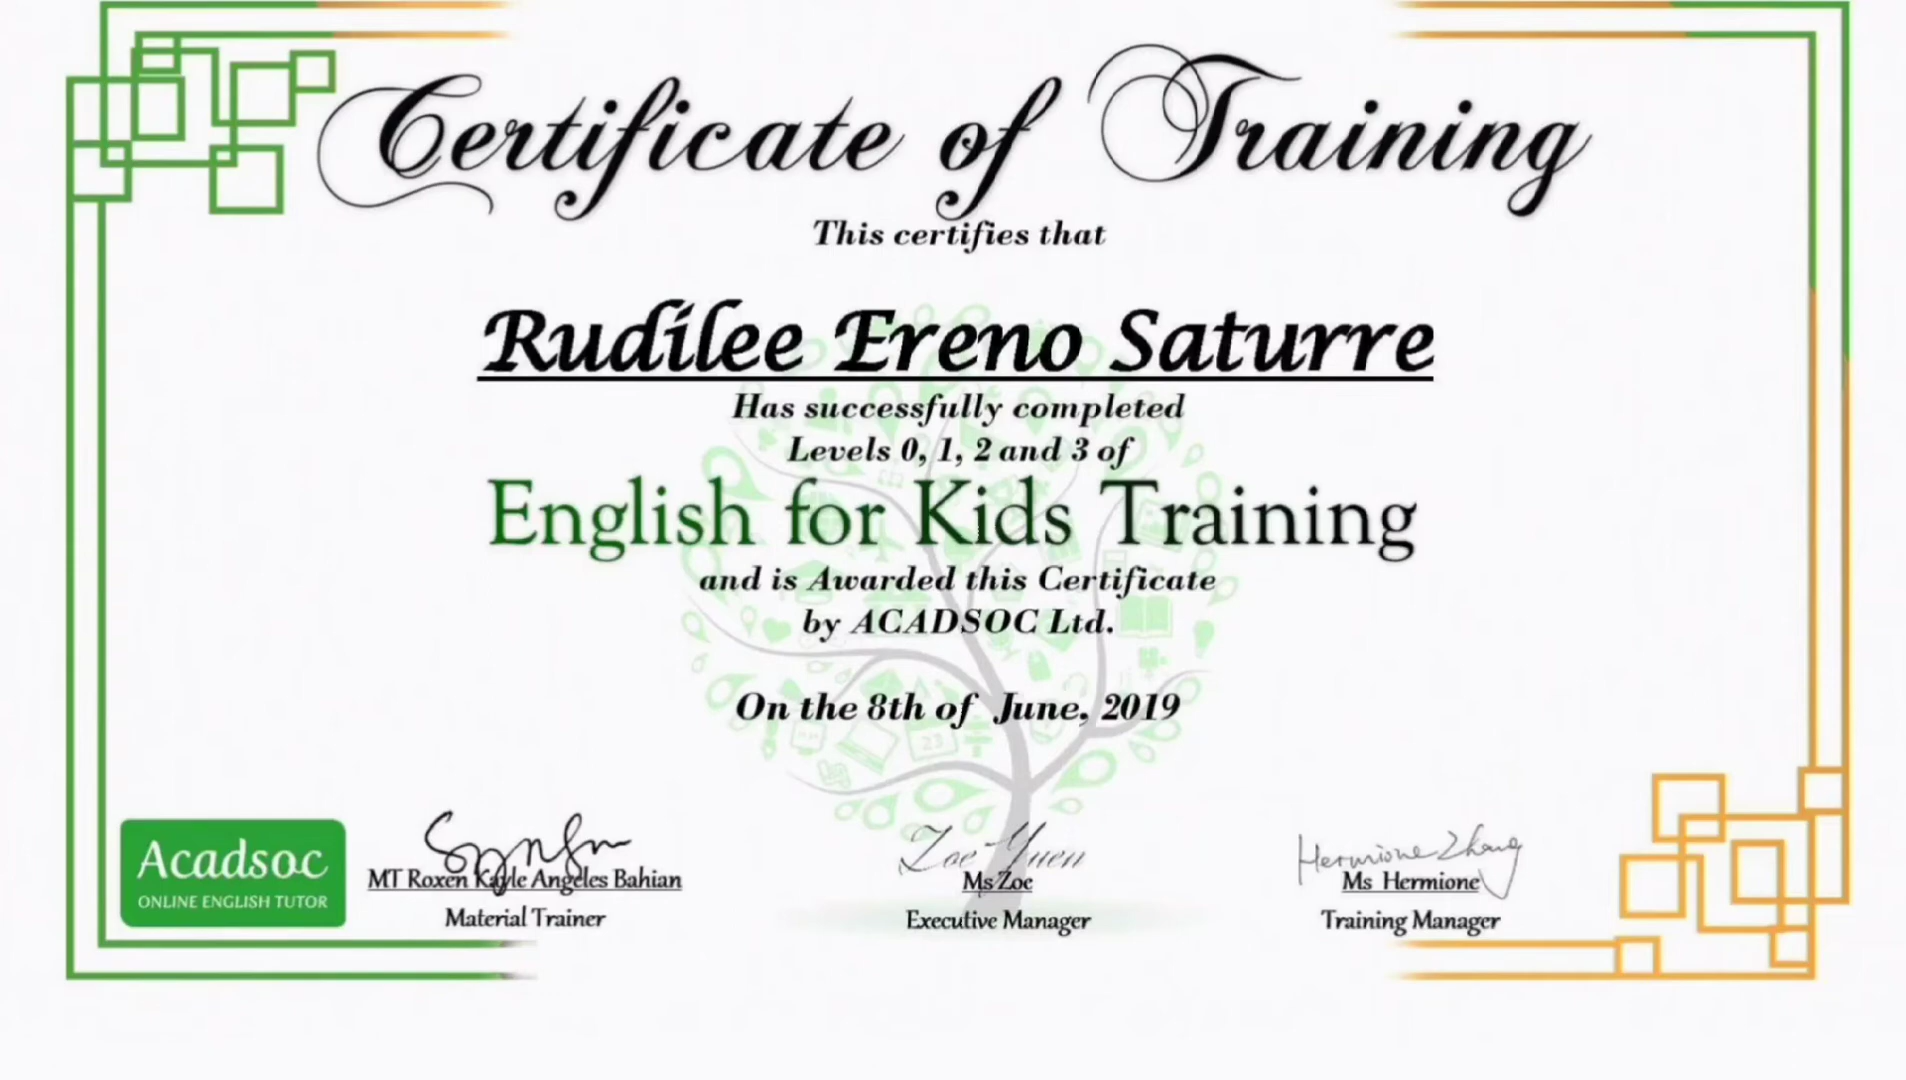 Certificate of Training
This certifies that
Rudilee Ereno Saturre
Has successfully completed
Levels 0, 1, 2 and 3 of
English for Kids Training
and is Awarded this Certificate
by ACADSOC Ltd.
On the 8th of June, 2019
23
Acadsoc
ONLINE ENGLISH TUTOR
MT Roxen Kayle Angeles Bahian
Material Trainer
Zoe Yuen
Ms Zoe
Executive Manager
Hermione Zhang
Ms Hermione
Training Manager